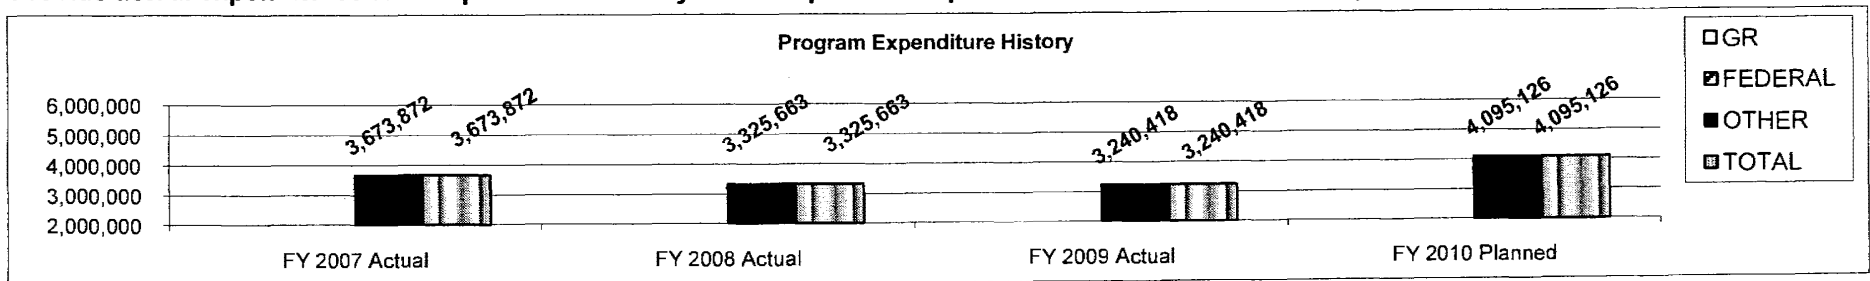 Program Expenditure History
GR
FEDERAL
OTHER
TOTAL
6,000,000
5,000,000
4,000,000
3,000,000
2,000,000
3,673,872
3,673,872
3,325,663
3,325,663
3,240,418
3,240,418
4,095,126
4,095,126
FY 2007 Actual
FY 2008 Actual
FY 2009 Actual
FY 2010 Planned